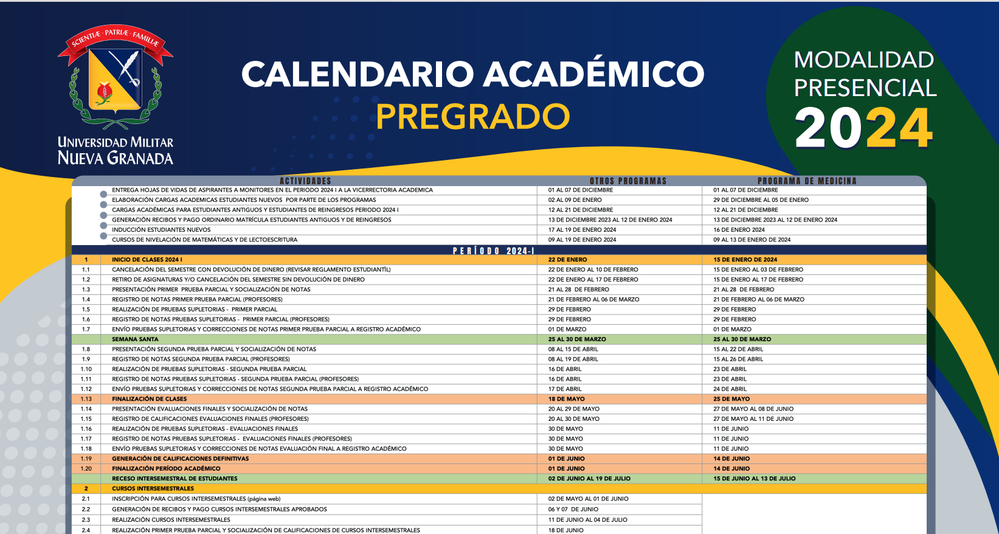 SCIENTIÆ · PATRIÆ · FAMILIÆ
UNIVERSIDAD MILITAR
NUEVA GRANADA
CALENDARIO ACADÉMICO
PREGRADO
MODALIDAD
PRESENCIAL
2024
ACTIVIDADES OTROS PROGRAMAS PROGRAMA DE MEDICINA
ENTREGA HOJAS DE VIDAS DE ASPIRANTES A MONITORES EN EL PERIODO 2024 I A LA VICERRECTORIA ACADEMICA 01 AL 07 DE DICIEMBRE 01 AL 07 DE DICIEMBRE
ELABORACIÓN CARGAS ACADEMICAS ESTUDIANTES NUEVOS POR PARTE DE LOS PROGRAMAS 02 AL 09 DE ENERO 29 DE DICIEMBRE AL 05 DE ENERO
CARGAS ACADÉMICAS PARA ESTUDIANTES ANTIGUOS Y ESTUDIANTES DE REINGRESOS PERIODO 2024 I 12 AL 21 DE DICIEMBRE 12 AL 21 DE DICIEMBRE
GENERACIÓN RECIBOS Y PAGO ORDINARIO MATRÍCULA ESTUDIANTES ANTIGUOS Y DE REINGRESOS 13 DE DICIEMBRE 2023 AL 12 DE ENERO 2024 13 DE DICIEMBRE 2023 AL 12 DE ENERO 2024
INDUCCIÓN ESTUDIANTES NUEVOS 17 AL 19 DE ENERO 2024 16 DE ENERO 2024
CURSOS DE NIVELACIÓN DE MATEMÁTICAS Y DE LECTOESCRITURA 09 AL 19 DE ENERO 2024 09 AL 13 DE ENERO DE 2024
PERÍODO 2024-I
1 INICIO DE CLASES 2024 I 22 DE ENERO 15 DE ENERO DE 2024
1.1 CANCELACIÓN DEL SEMESTRE CON DEVOLUCIÓN DE DINERO (REVISAR REGLAMENTO ESTUDIANTÌL) 22 DE ENERO AL 10 DE FEBRERO 15 DE ENERO AL 03 DE FEBRERO
1.2 RETIRO DE ASIGNATURAS Y/O CANCELACIÓN DEL SEMESTRE SIN DEVOLUCIÓN DE DINERO 22 DE ENERO AL 17 DE FEBRERO 15 DE ENERO AL 17 DE FEBRERO
1.3 PRESENTACIÓN PRIMER PRUEBA PARCIAL Y SOCIALIZACIÓN DE NOTAS 21 AL 28 DE FEBRERO 21 AL 28 DE FEBRERO
1.4 REGISTRO DE NOTAS PRIMER PRUEBA PARCIAL (PROFESORES) 21 DE FEBRERO AL 06 DE MARZO 21 DE FEBRERO AL 06 DE MARZO
1.5 REALIZACIÓN DE PRUEBAS SUPLETORIAS - PRIMER PARCIAL 29 DE FEBRERO 29 DE FEBRERO
1.6 REGISTRO DE NOTAS PRUEBAS SUPLETORIAS - PRIMER PARCIAL (PROFESORES) 29 DE FEBRERO 29 DE FEBRERO
1.7 ENVÍO PRUEBAS SUPLETORIAS Y CORRECCIONES DE NOTAS PRIMER PRUEBA PARCIAL A REGISTRO ACADÉMICO 01 DE MARZO 01 DE MARZO
SEMANA SANTA 25 AL 30 DE MARZO 25 AL 30 DE MARZO
1.8 PRESENTACIÓN SEGUNDA PRUEBA PARCIAL Y SOCIALIZACIÓN DE NOTAS 08 AL 15 DE ABRIL 15 AL 22 DE ABRIL
1.9 REGISTRO DE NOTAS SEGUNDA PRUEBA PARCIAL (PROFESORES) 08 AL 19 DE ABRIL 15 AL 26 DE ABRIL
1.10 REALIZACIÓN DE PRUEBAS SUPLETORIAS - SEGUNDA PRUEBA PARCIAL 16 DE ABRIL 23 DE ABRIL
1.11 REGISTRO DE NOTAS PRUEBAS SUPLETORIAS - SEGUNDA PRUEBA PARCIAL (PROFESORES) 16 DE ABRIL 23 DE ABRIL
1.12 ENVÍO PRUEBAS SUPLETORIAS Y CORRECCIONES DE NOTAS SEGUNDA PRUEBA PARCIAL A REGISTRO ACADÉMICO 17 DE ABRIL 24 DE ABRIL
1.13 FINALIZACIÓN DE CLASES 18 DE MAYO 25 DE MAYO
1.14 PRESENTACIÓN EVALUACIONES FINALES Y SOCIALIZACIÓN DE NOTAS 20 AL 29 DE MAYO 27 DE MAYO AL 08 DE JUNIO
1.15 REGISTRO DE CALIFICACIONES EVALUACIONES FINALES (PROFESORES) 20 AL 30 DE MAYO 27 DE MAYO AL 11 DE JUNIO
1.16 REALIZACIÓN DE PRUEBAS SUPLETORIAS - EVALUACIONES FINALES 30 DE MAYO 11 DE JUNIO
1.17 REGISTRO DE NOTAS PRUEBAS SUPLETORIAS - EVALUACIONES FINALES (PROFESORES) 30 DE MAYO 11 DE JUNIO
1.18 ENVÍO PRUEBAS SUPLETORIAS Y CORRECCIONES DE NOTAS EVALUACIÓN FINAL A REGISTRO ACADÉMICO 30 DE MAYO 11 DE JUNIO
1.19 GENERACIÓN DE CALIFICACIONES DEFINITIVAS 01 DE JUNIO 14 DE JUNIO
1.20 FINALIZACIÓN PERÍODO ACADÉMICO 01 DE JUNIO 14 DE JUNIO
RECESO INTERSEMESTRAL DE ESTUDIANTES 02 DE JUNIO AL 19 DE JULIO 15 DE JUNIO AL 13 DE JULIO
2 CURSOS INTERSEMESTRALES
2.1 INSCRIPCIÓN PARA CURSOS INTERSEMESTRALES (página web) 02 DE MAYO AL 01 DE JUNIO
2.2 GENERACIÓN DE RECIBOS Y PAGO CURSOS INTERSEMESTRALES APROBADOS 06 Y 07 DE JUNIO
2.3 REALIZACIÓN CURSOS INTERSEMESTRALES 11 DE JUNIO AL 04 DE JULIO
2.4 REALIZACIÓN PRIMER PRUEBA PARCIAL Y SOCIALIZACIÓN DE CALIFICACIONES DE CURSOS INTERSEMESTRALES 18 DE JUNIO